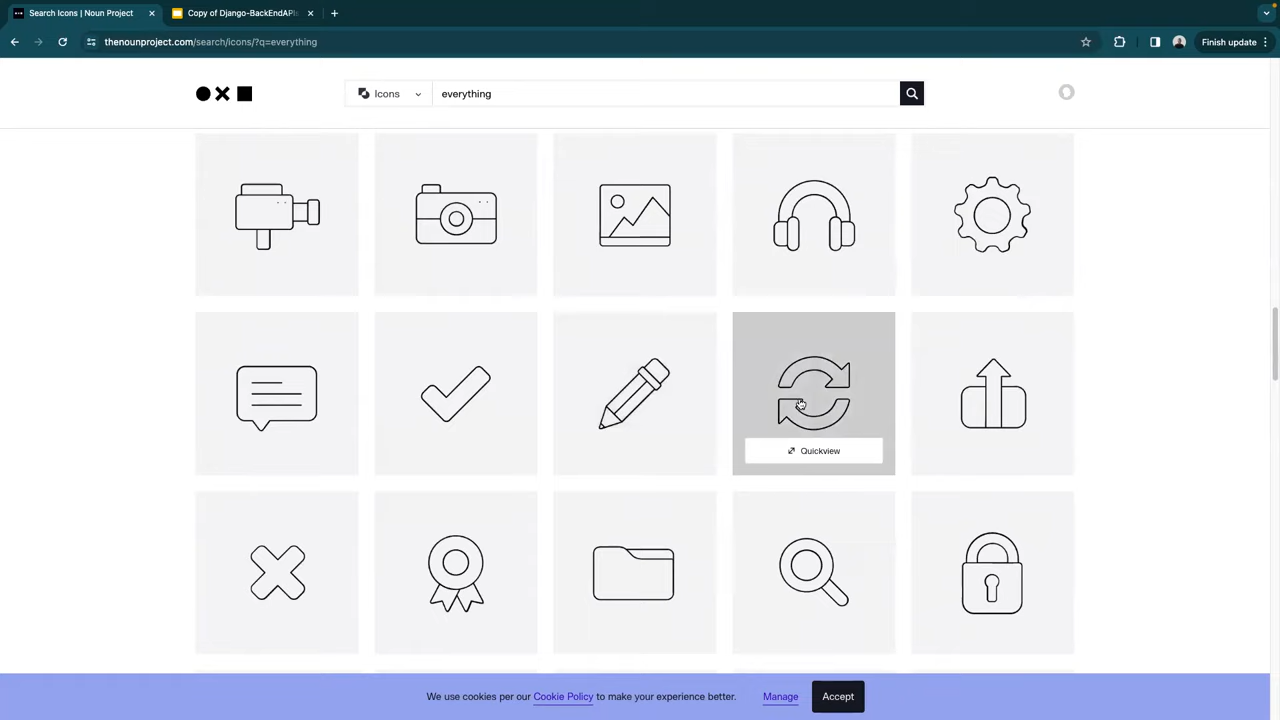 Search Icons | Noun Project
Copy of Django-BackEndAPI
thenounproject.com/search/icons/?q=everything
Finish update
Icons
everything
Quickview
We use cookies per our Cookie Policy to make your experience better.
Manage
Accept